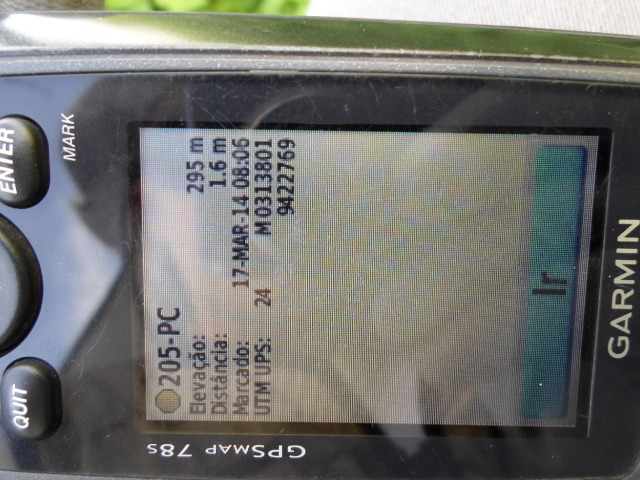 QUIT
ENTER
MARK
GPSMAP 78s
205-PC
Elevação: 295 m
Distância: 1.6 m
Marcado: 17-MAR-14 08:06
UTM UPS: 24 M 0313801
9422769
Ir
GARMIN